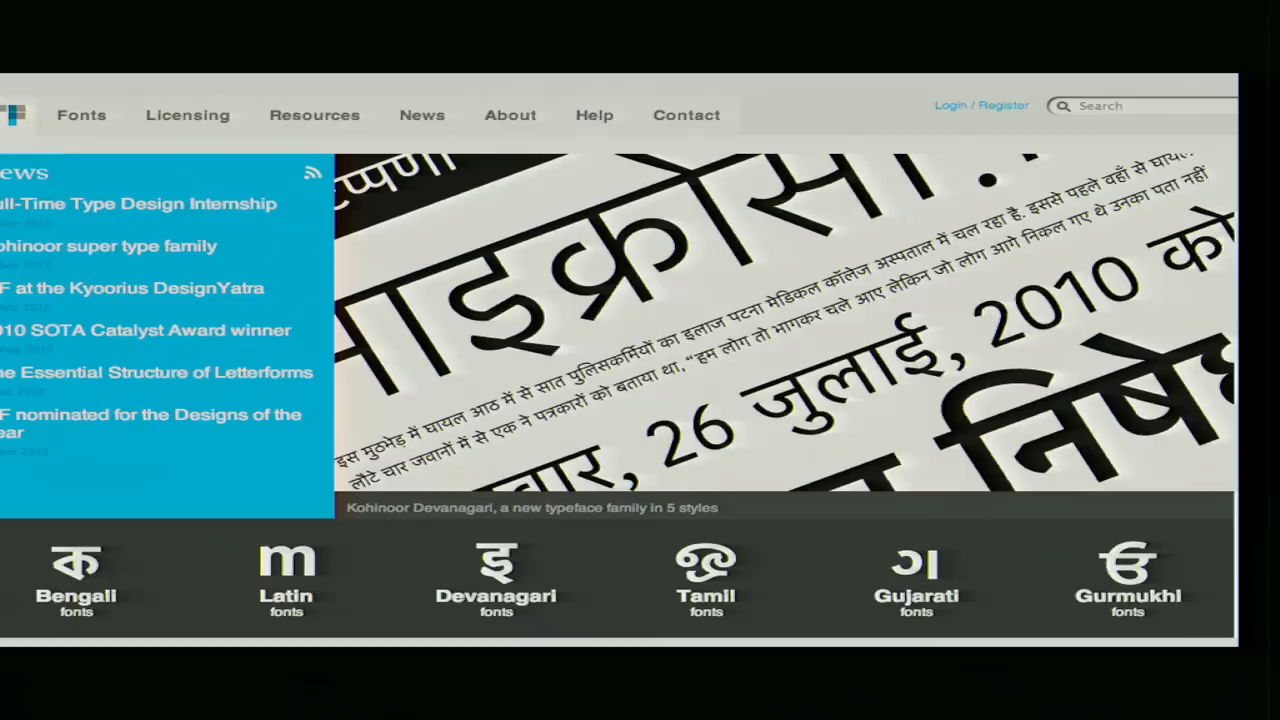 Fonts Licensing Resources News About Help Contact
Login / Register
Search
ews
ull-Time Type Design Internship
ohinoor super type family
F at the Kyoorius DesignYatra
010 SOTA Catalyst Award winner
he Essential Structure of Letterforms
F nominated for the Designs of the
ear
टिप्पणी
माइक्रोसॉ
इस मुठभेड़ में घायल आठ में से सात पुलिसकर्मियों का इलाज पटना मेडिकल कॉलेज अस्पताल में चल रहा है. इससे पहले वहाँ से घायल
लौटे चार जवानों में से एक ने पत्रकारों को बताया था, "हम लोग तो भागकर चले आए लेकिन जो लोग आगे निकल गए थे उनका पता नहीं
वार, 26 जुलाई, 2010 को
निषेध
Kohinoor Devanagari, a new typeface family in 5 styles
क m इ ௐ ગ ਓ
Bengali Latin Devanagari Tamil Gujarati Gurmukhi
fonts fonts fonts fonts fonts fonts